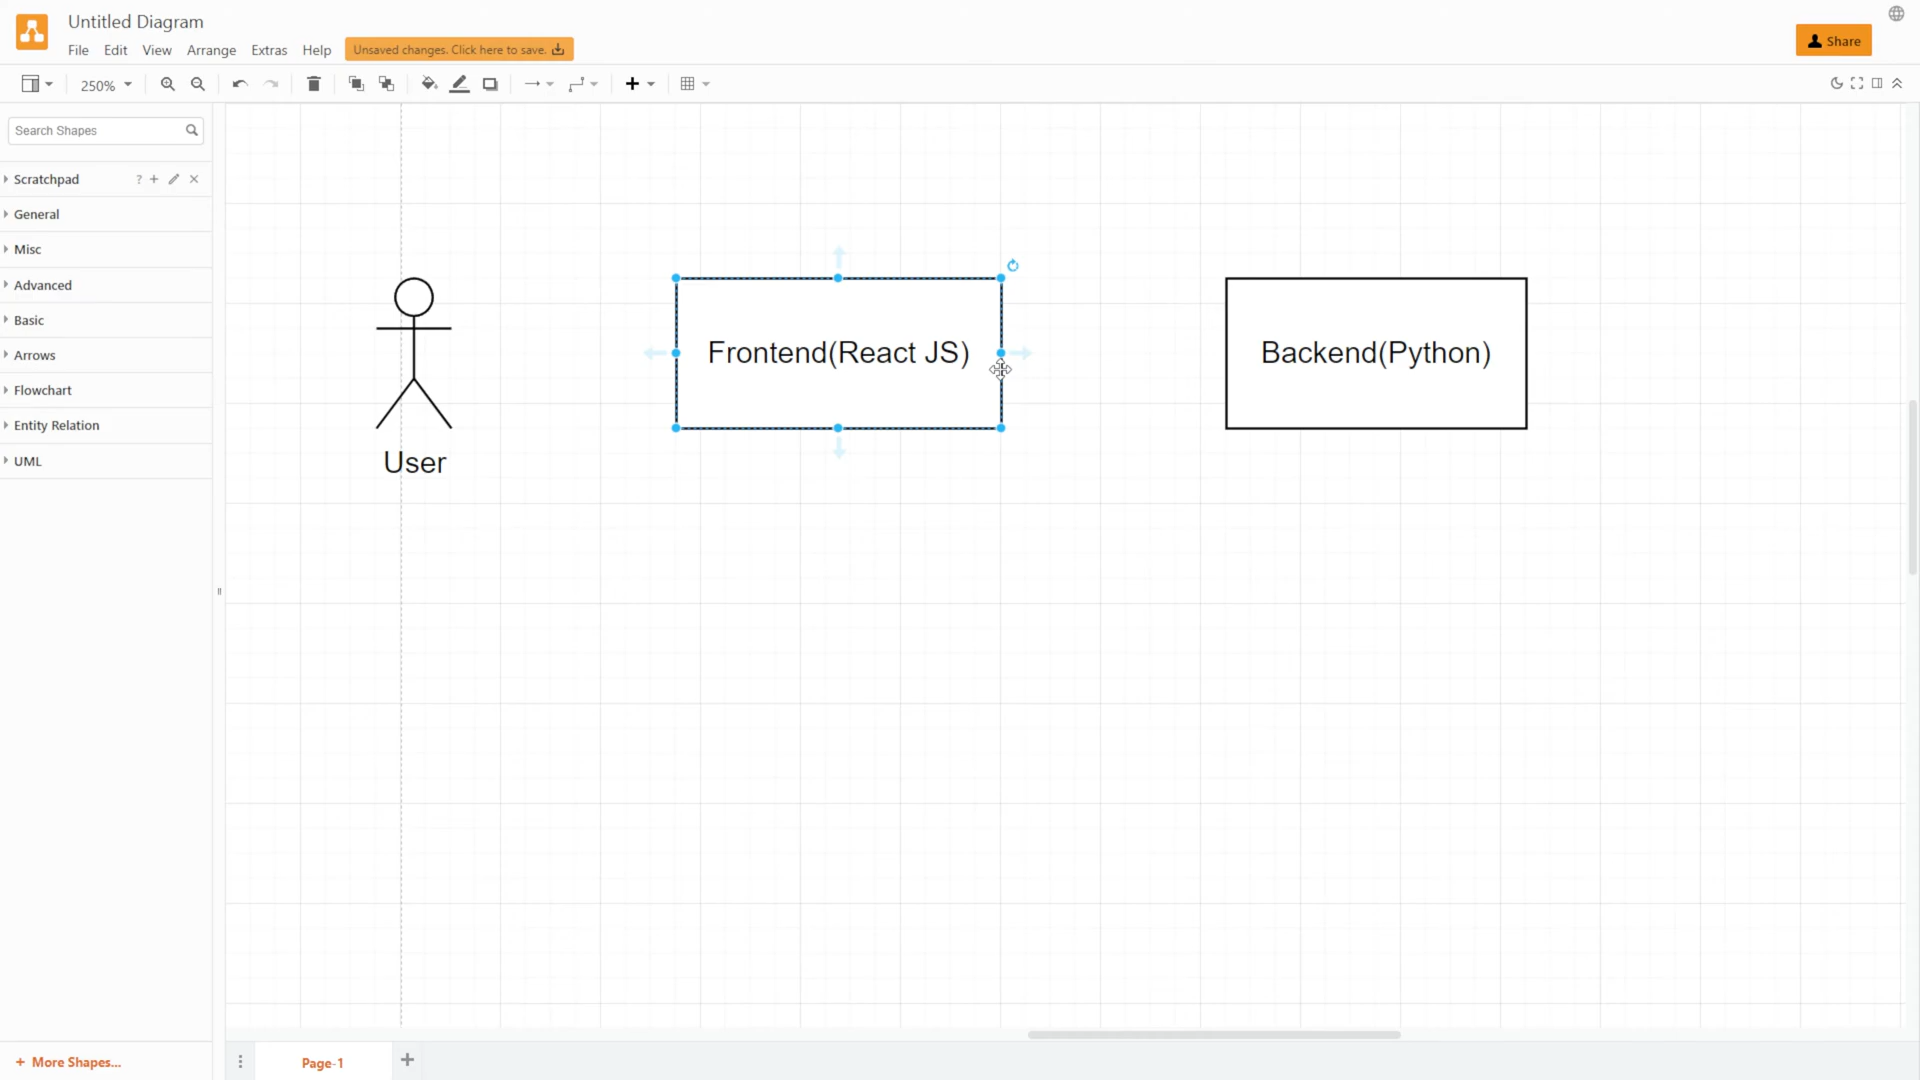 Untitled Diagram
File Edit View Arrange Extras Help Unsaved changes. Click here to save.
Share
250%
Search Shapes
Scratchpad ? + ×
General
Misc
Advanced
Basic
Arrows
Flowchart
Entity Relation
UML
User
Frontend(React JS)
Backend(Python)
+ More Shapes...
Page-1